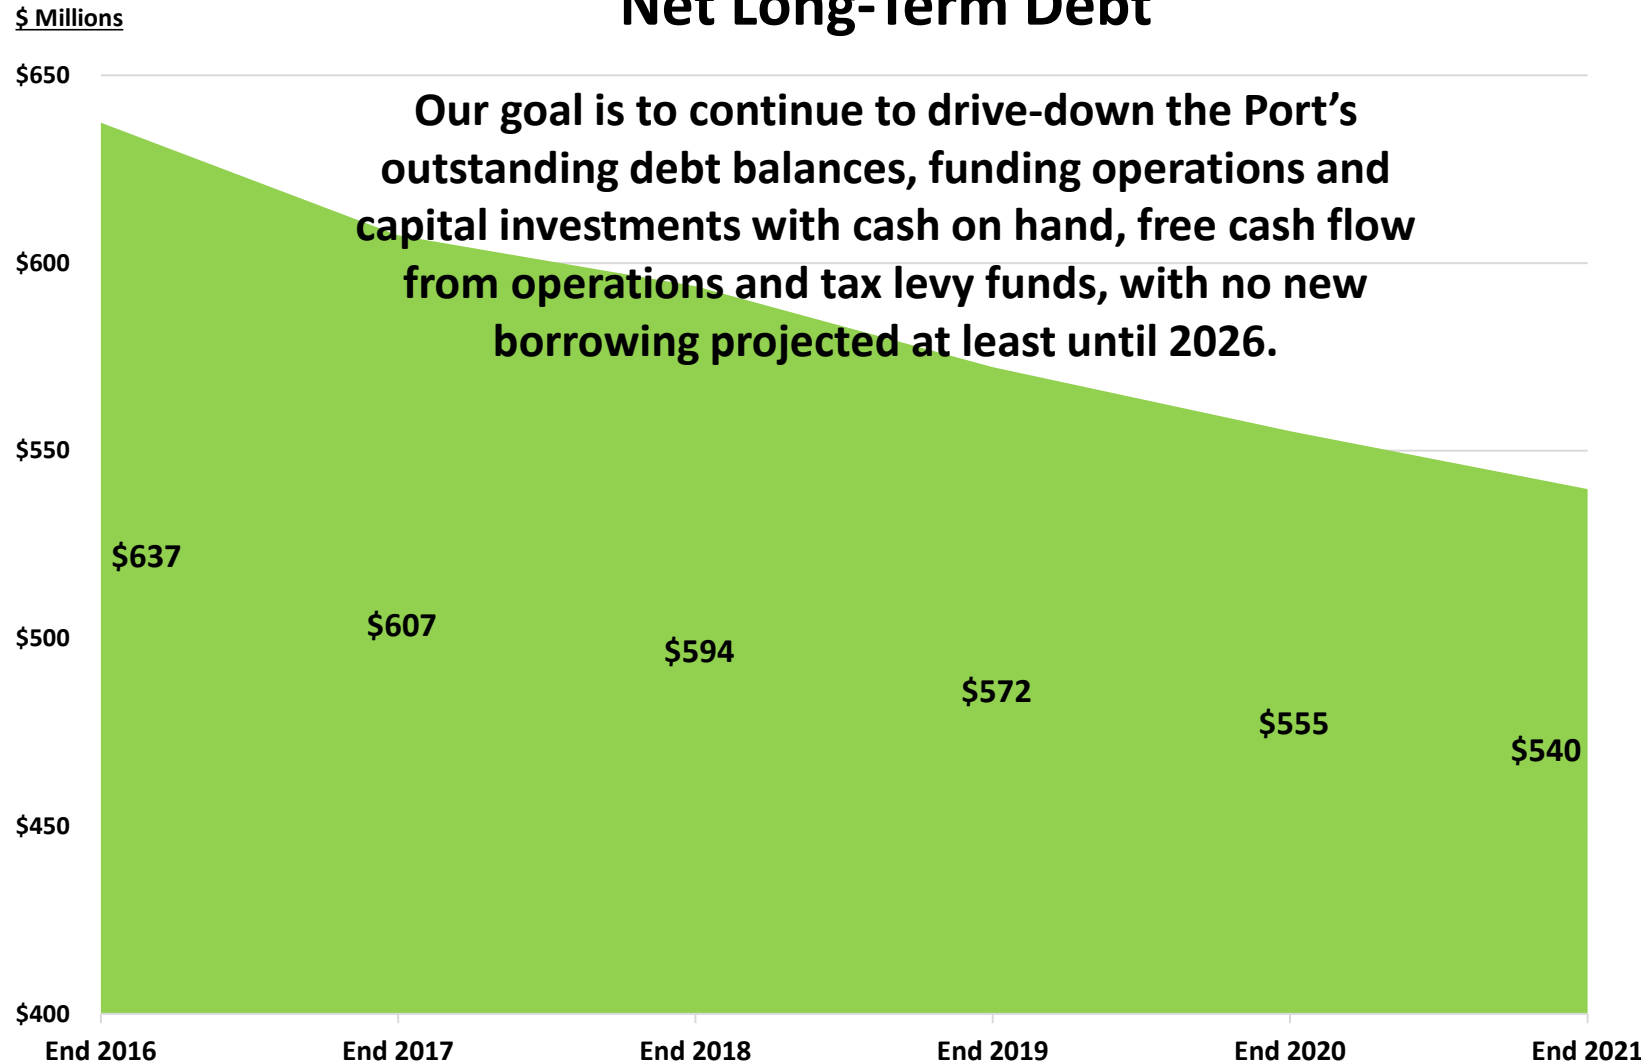 Net Long-Term Debt
$ Millions
$650
Our goal is to continue to drive-down the Port’s
outstanding debt balances, funding operations and
capital investments with cash on hand, free cash flow
$600
from operations and tax levy funds, with no new
borrowing projected at least until 2026.
$550
$637
$607
$500
$594
$572
$555
$540
$450
$400
End 2016 End 2017 End 2018 End 2019 End 2020 End 2021